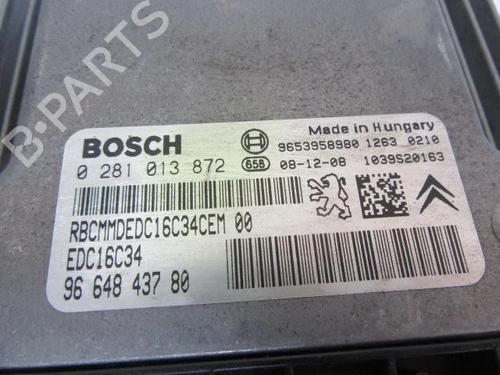 B-PARTS
Made in Hungary
BOSCH
9653958980 1263 0210
0 281 013 872
65B
08-12-08
1039S20163
RBCMMDEDC16C34CEM 00
EDC16C34
96 648 437 80